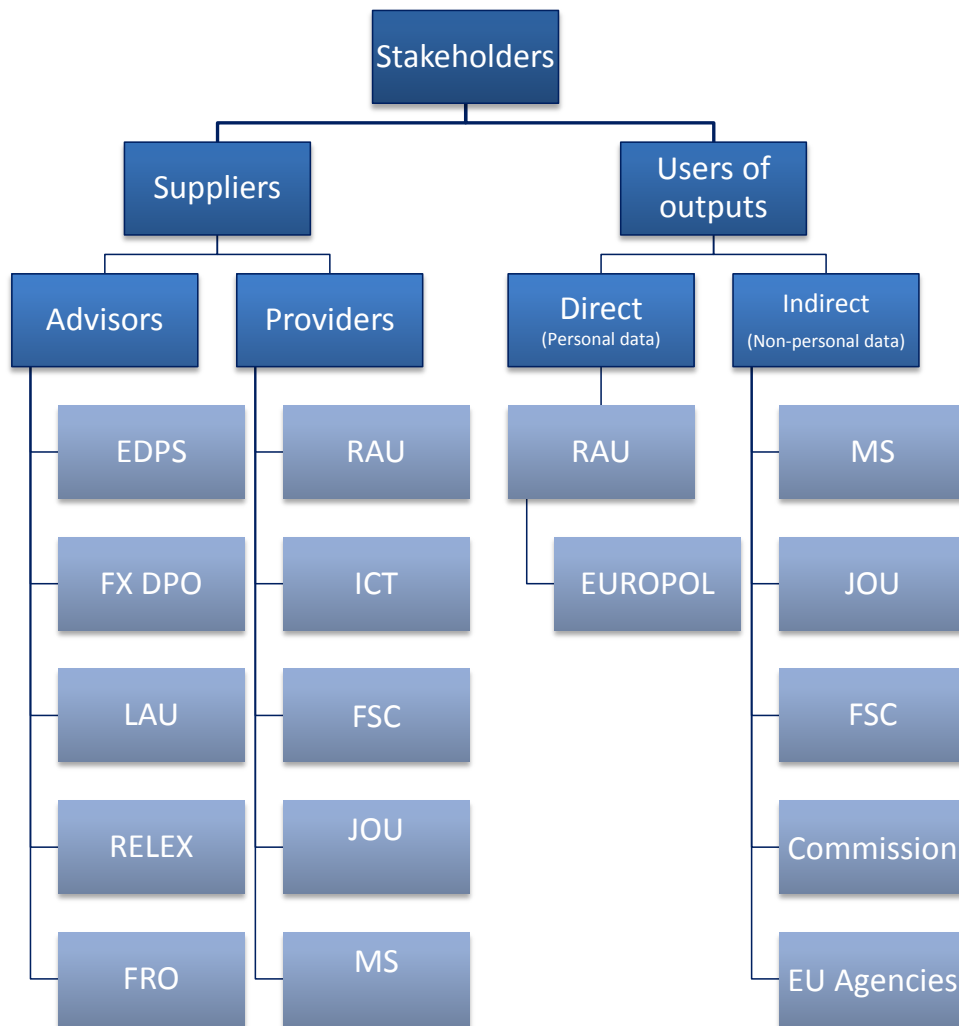 Stakeholders
Suppliers
Users of
outputs
Advisors
Providers
Direct
(Personal data)
Indirect
(Non-personal data)
EDPS
RAU
RAU
MS
FX DPO
ICT
EUROPOL
JOU
LAU
FSC
FSC
RELEX
JOU
Commission
FRO
MS
EU Agencies